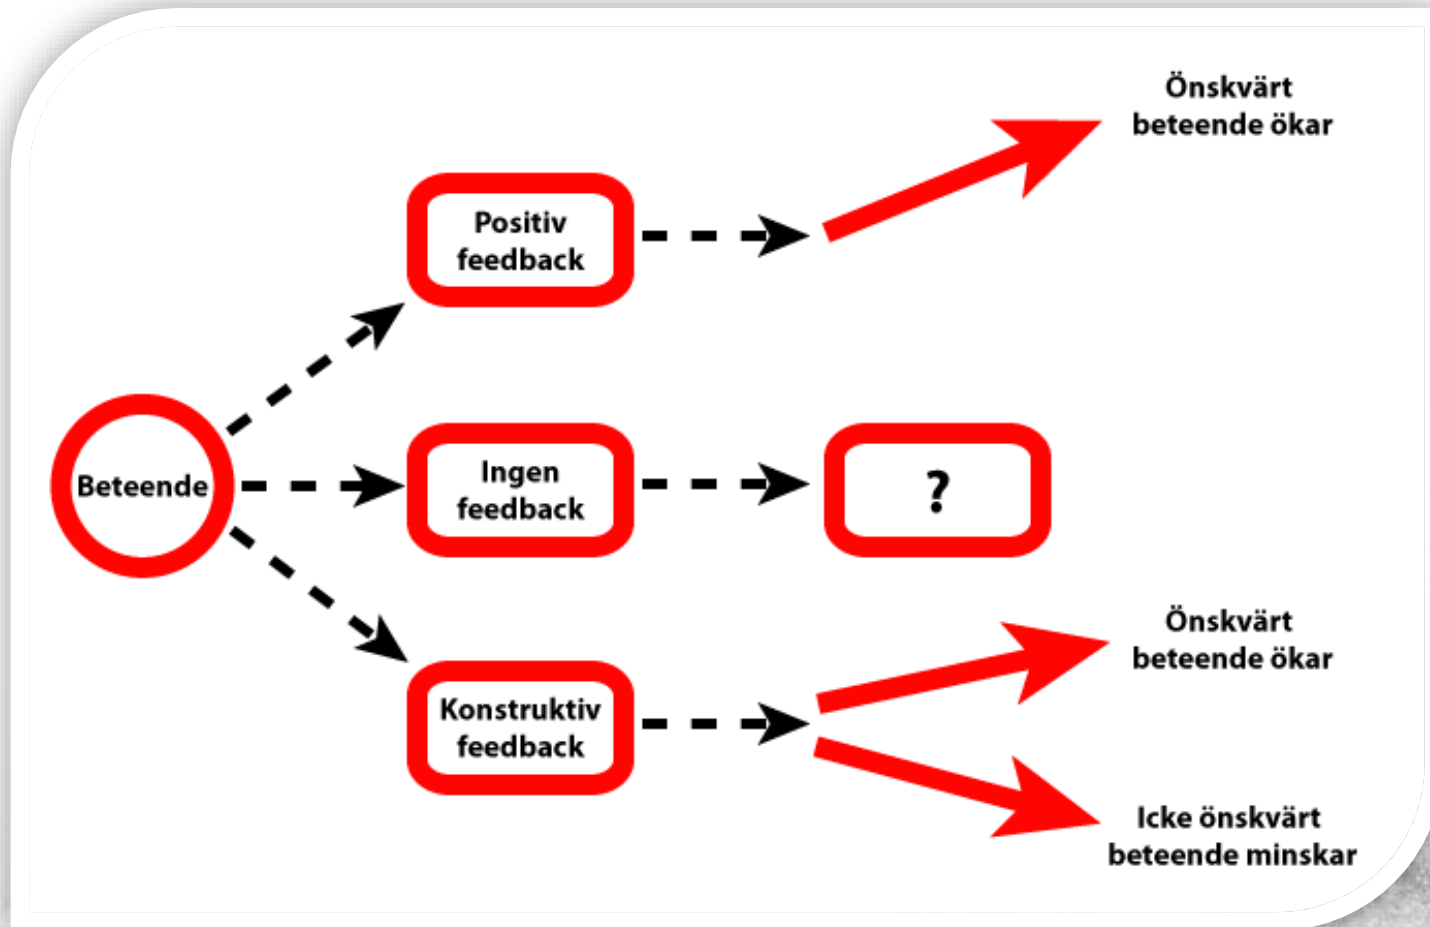 Önskvärt
beteende ökar
Positiv
feedback
Beteende
Ingen
feedback
?
Önskvärt
beteende ökar
Konstruktiv
feedback
Icke önskvärt
beteende minskar